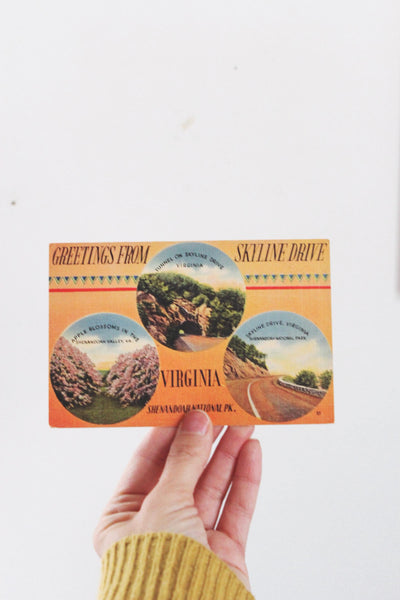 GREETINGS FROM SKYLINE DRIVE
TUNNEL ON SKYLINE DRIVE
VIRGINIA
APPLE BLOSSOMS IN THE
SHENANDOAH VALLEY, VA.
SKYLINE DRIVE, VIRGINIA
SHENANDOAH NATIONAL PARK
VIRGINIA
SHENANDOAH NATIONAL PK.